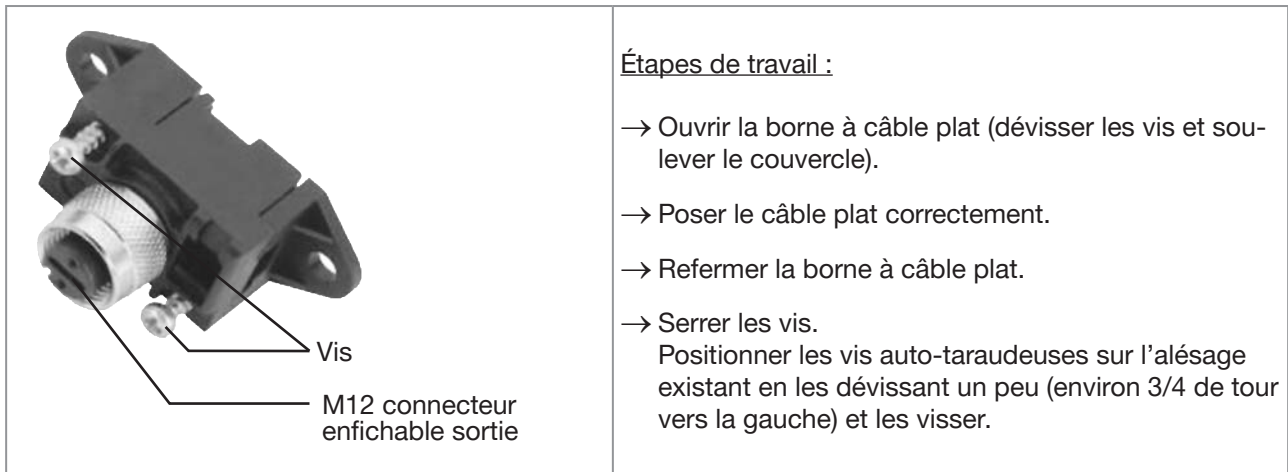 Vis
M12 connecteur
enfichable sortie
Étapes de travail :
→ Ouvrir la borne à câble plat (dévisser les vis et sou-
lever le couvercle).
→ Poser le câble plat correctement.
→ Refermer la borne à câble plat.
→ Serrer les vis.
Positionner les vis auto-taraudeuses sur l’alésage
existant en les dévissant un peu (environ 3/4 de tour
vers la gauche) et les visser.